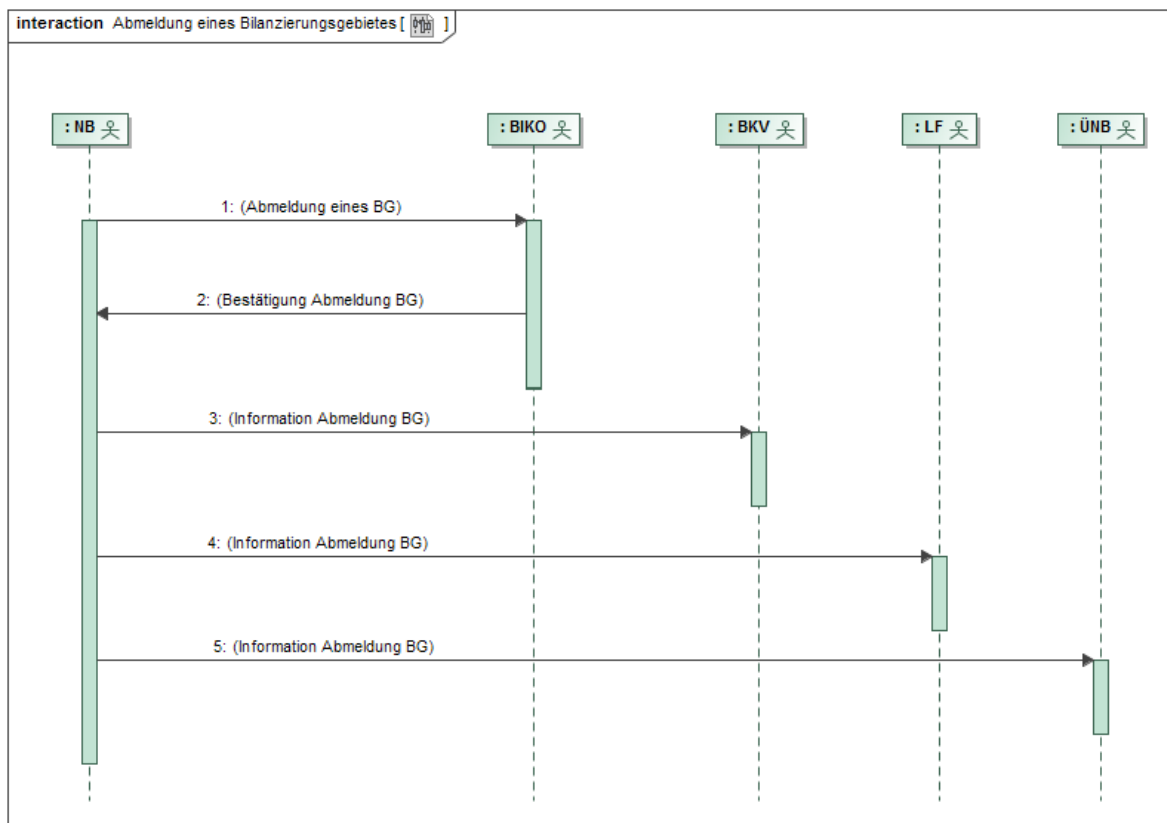 interaction Abmeldung eines Bilanzierungsgebietes [ ]
: NB
: BIKO
: BKV
: LF
: ÜNB
1: (Abmeldung eines BG)
2: (Bestätigung Abmeldung BG)
3: (Information Abmeldung BG)
4: (Information Abmeldung BG)
5: (Information Abmeldung BG)